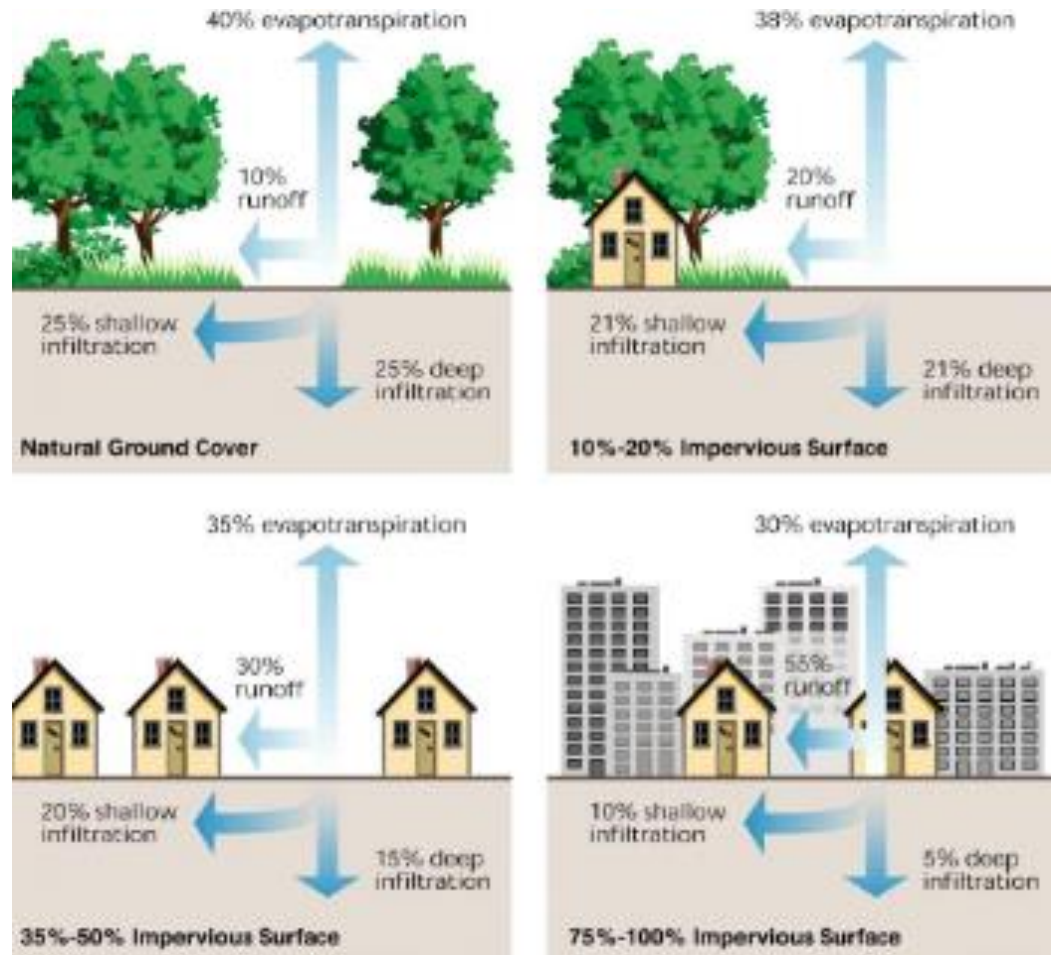 40% evapotranspiration
10%
runoff
25% shallow
infiltration
25% deep
infiltration
Natural Ground Cover
38% evapotranspiration
20%
runoff
21% shallow
infiltration
21% deep
infiltration
10%-20% Impervious Surface
35% evapotranspiration
30%
runoff
20% shallow
infiltration
15% deep
infiltration
35%-50% Impervious Surface
30% evapotranspiration
55%
runoff
10% shallow
infiltration
5% deep
infiltration
75%-100% Impervious Surface